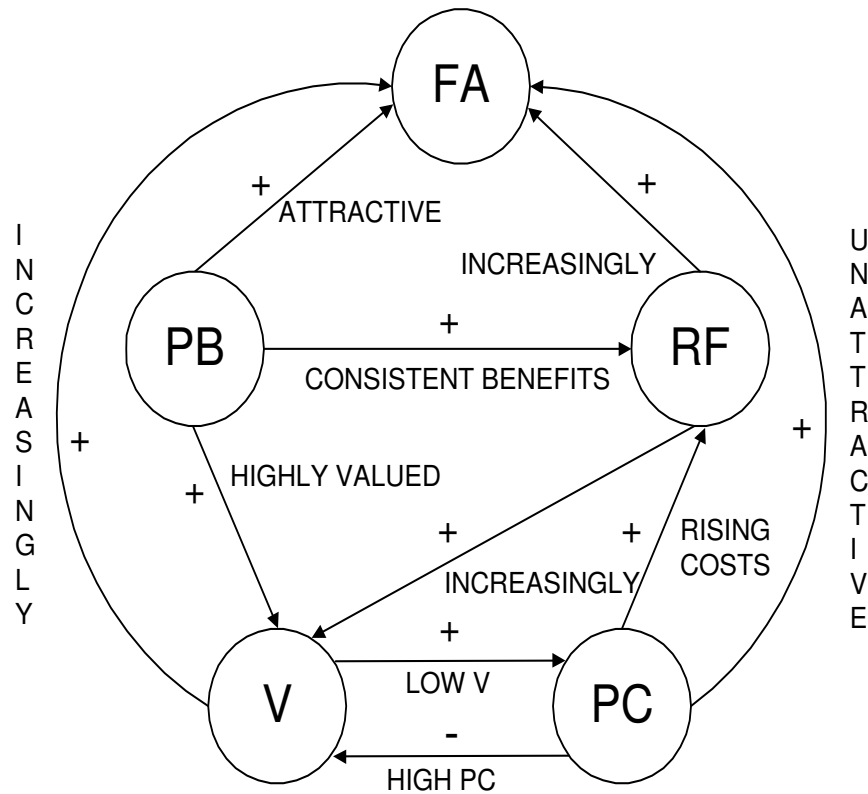 FA
+
ATTRACTIVE
+
INCREASINGLY
INCREASINGLY
UNATTRACTIVE
PB
+
CONSISTENT BENEFITS
RF
+
+
HIGHLY VALUED
+
+
INCREASINGLY
+
RISING
COSTS
V
+
LOW V
-
HIGH PC
PC